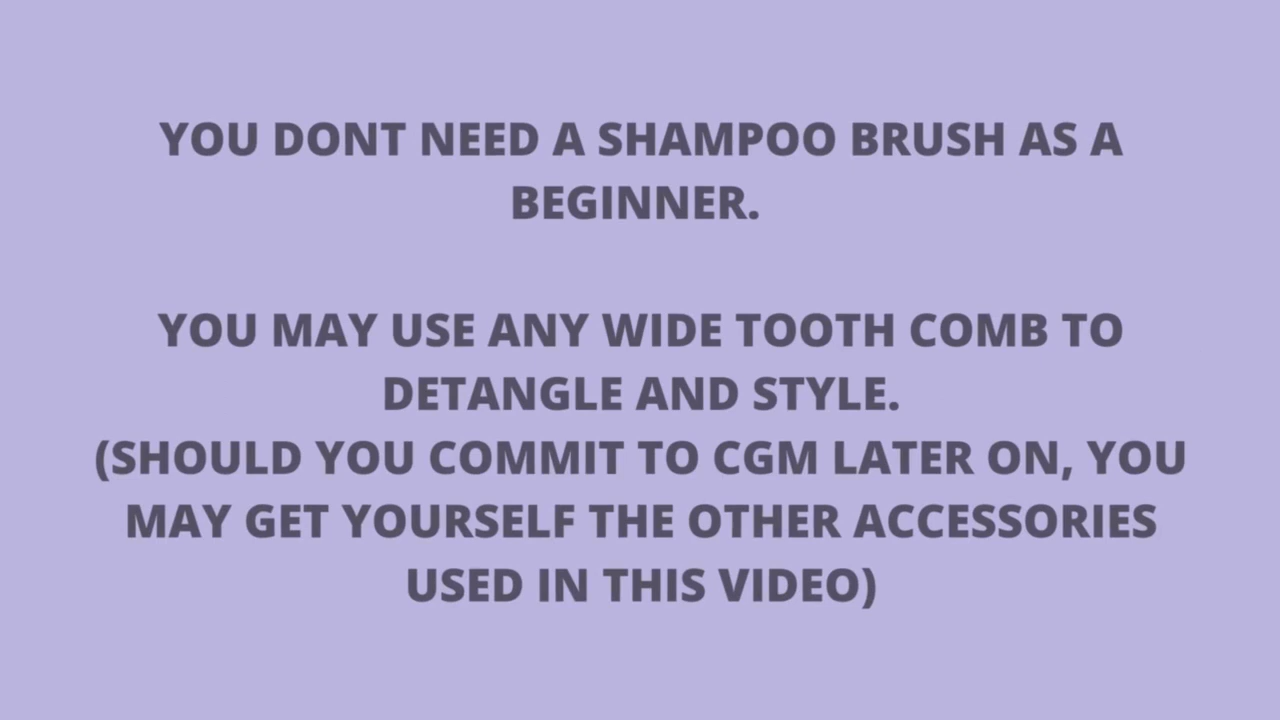 YOU DONT NEED A SHAMPOO BRUSH AS A
BEGINNER.
YOU MAY USE ANY WIDE TOOTH COMB TO
DETANGLE AND STYLE.
(SHOULD YOU COMMIT TO CGM LATER ON, YOU
MAY GET YOURSELF THE OTHER ACCESSORIES
USED IN THIS VIDEO)